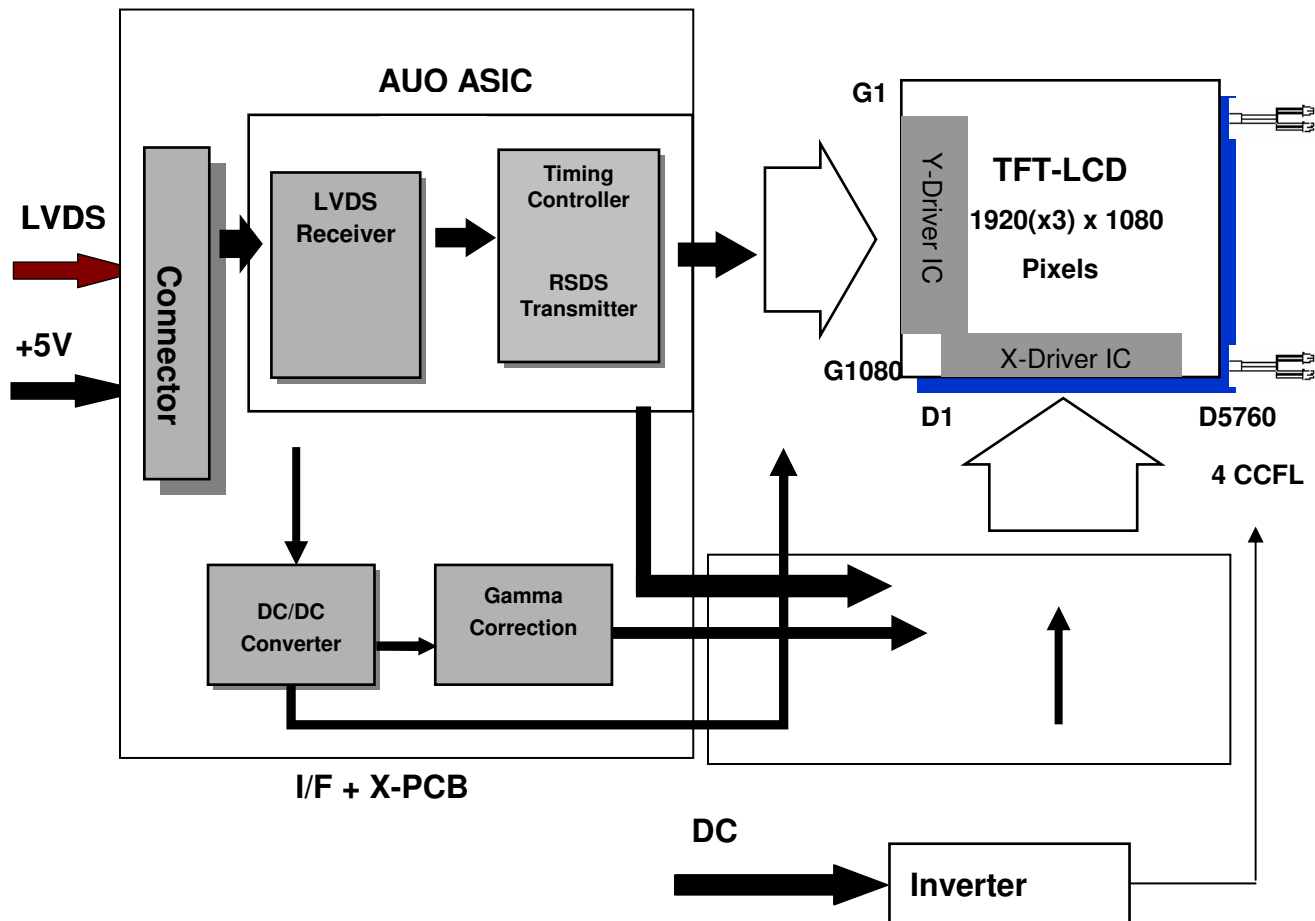 AUO ASIC
LVDS
+5V
Connector
LVDS
Receiver
Timing
Controller
RSDS
Transmitter
G1
Y-Driver IC
TFT-LCD
1920(x3) x 1080
Pixels
X-Driver IC
G1080
D1
D5760
4 CCFL
DC/DC
Converter
Gamma
Correction
I/F + X-PCB
DC
Inverter